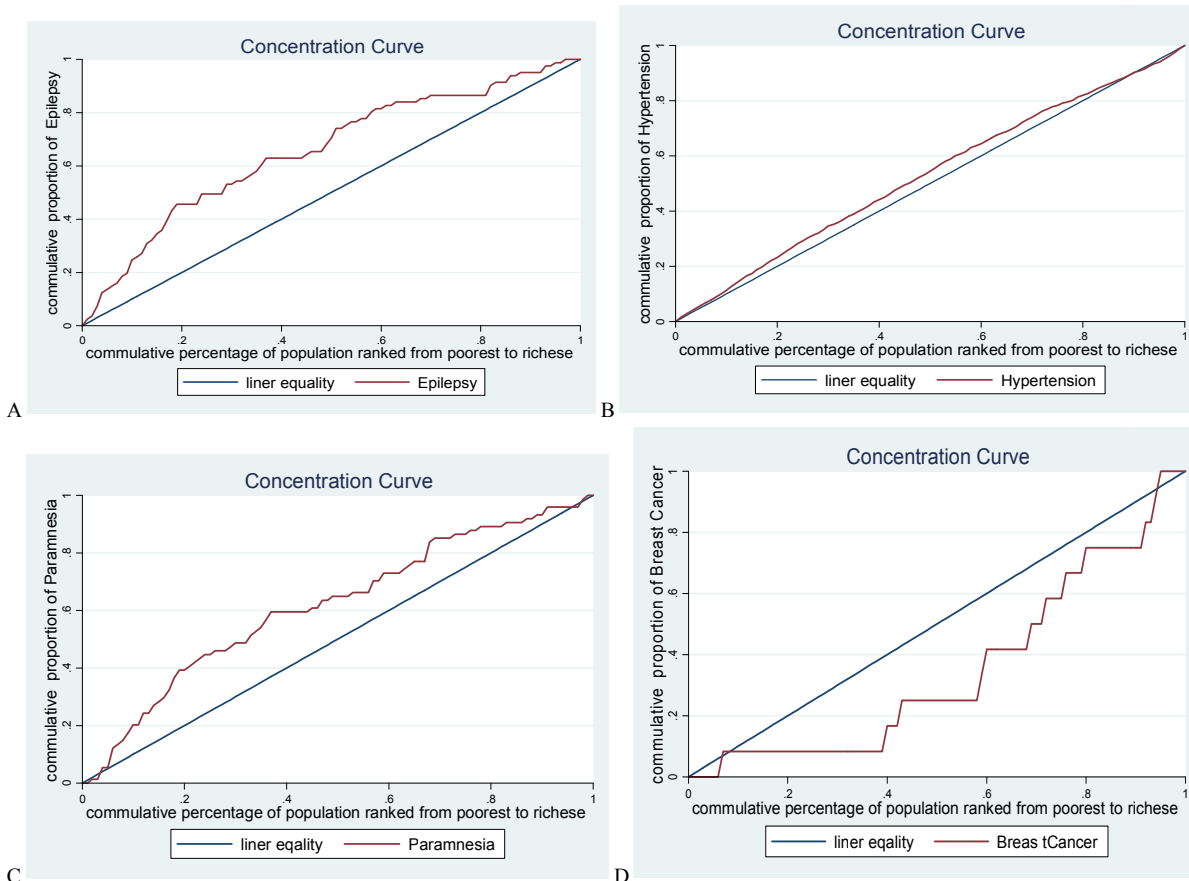 Concentration Curve
commulative proportion of Epilepsy
0 .2 .4 .6 .8 1
0 .2 .4 .6 .8 1
commulative percentage of population ranked from poorest to richese
liner equality Epilepsy
A
Concentration Curve
commulative proportion of Hypertension
0 .2 .4 .6 .8 1
0 .2 .4 .6 .8 1
commulative percentage of population ranked from poorest to richese
liner equality Hypertension
B
Concentration Curve
commulative proportion of Paramnesia
0 .2 .4 .6 .8 1
0 .2 .4 .6 .8 1
commulative percentage of population ranked from poorest to richese
liner eqality Paramnesia
C
Concentration Curve
commulative proportion of Breast Cancer
0 .2 .4 .6 .8 1
0 .2 .4 .6 .8 1
commulative percentage of population ranked from poorest to richese
liner eqality Breas tCancer
D